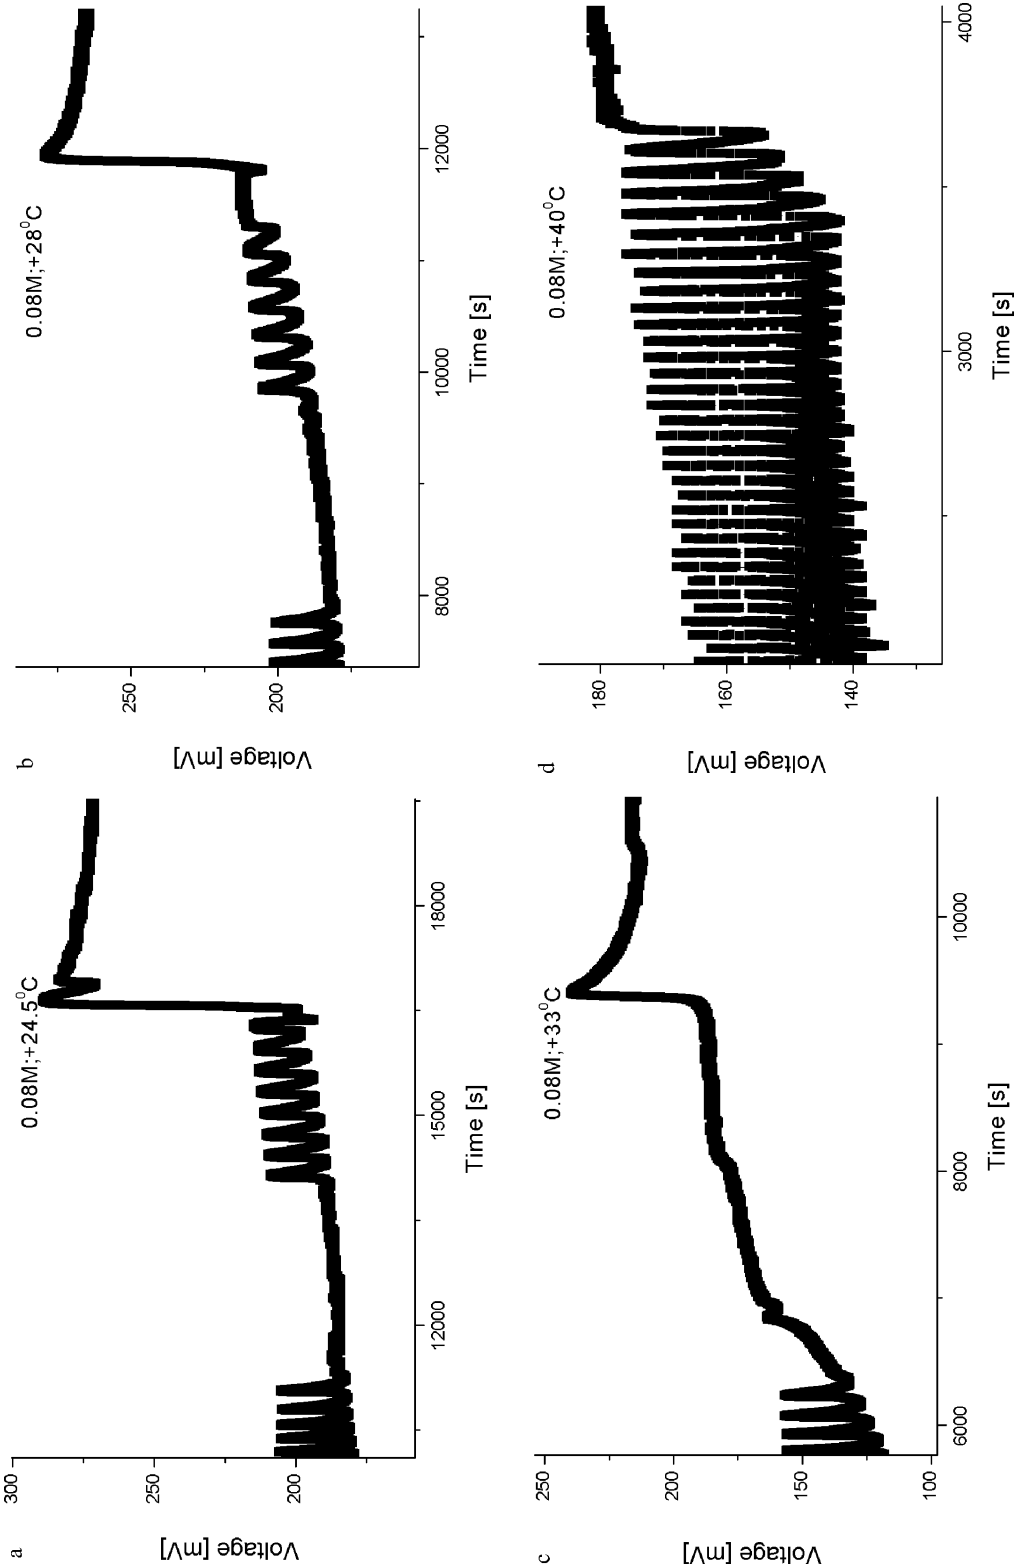 a
0.08M;+24.5⁰C
300
250
200
Voltage [mV]
12000
15000
18000
Time [s]
b
0.08M;+28⁰C
250
200
Voltage [mV]
8000
10000
12000
Time [s]
c
0.08M;+33⁰C
250
200
150
100
Voltage [mV]
6000
8000
10000
Time [s]
d
0.08M;+40⁰C
180
160
140
Voltage [mV]
3000
4000
Time [s]